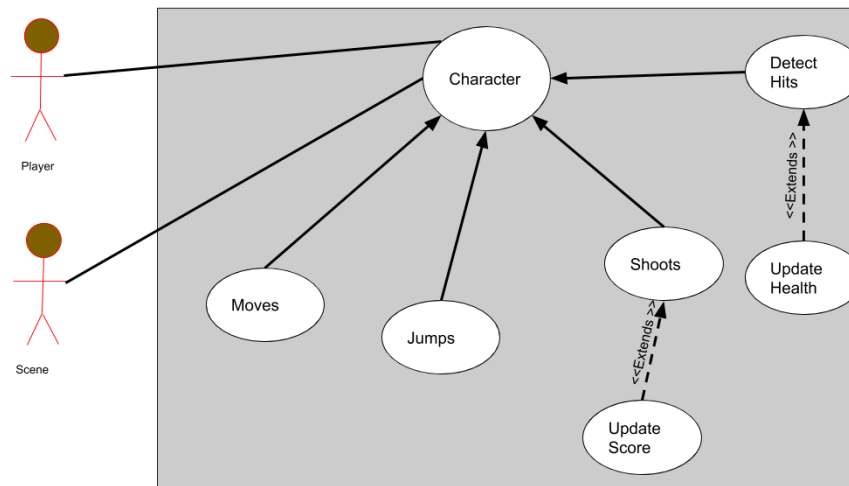 Player
Scene
Character
Detect
Hits
<<Extends >>
Moves
Jumps
Shoots
Update
Health
<<Extends >>
Update
Score